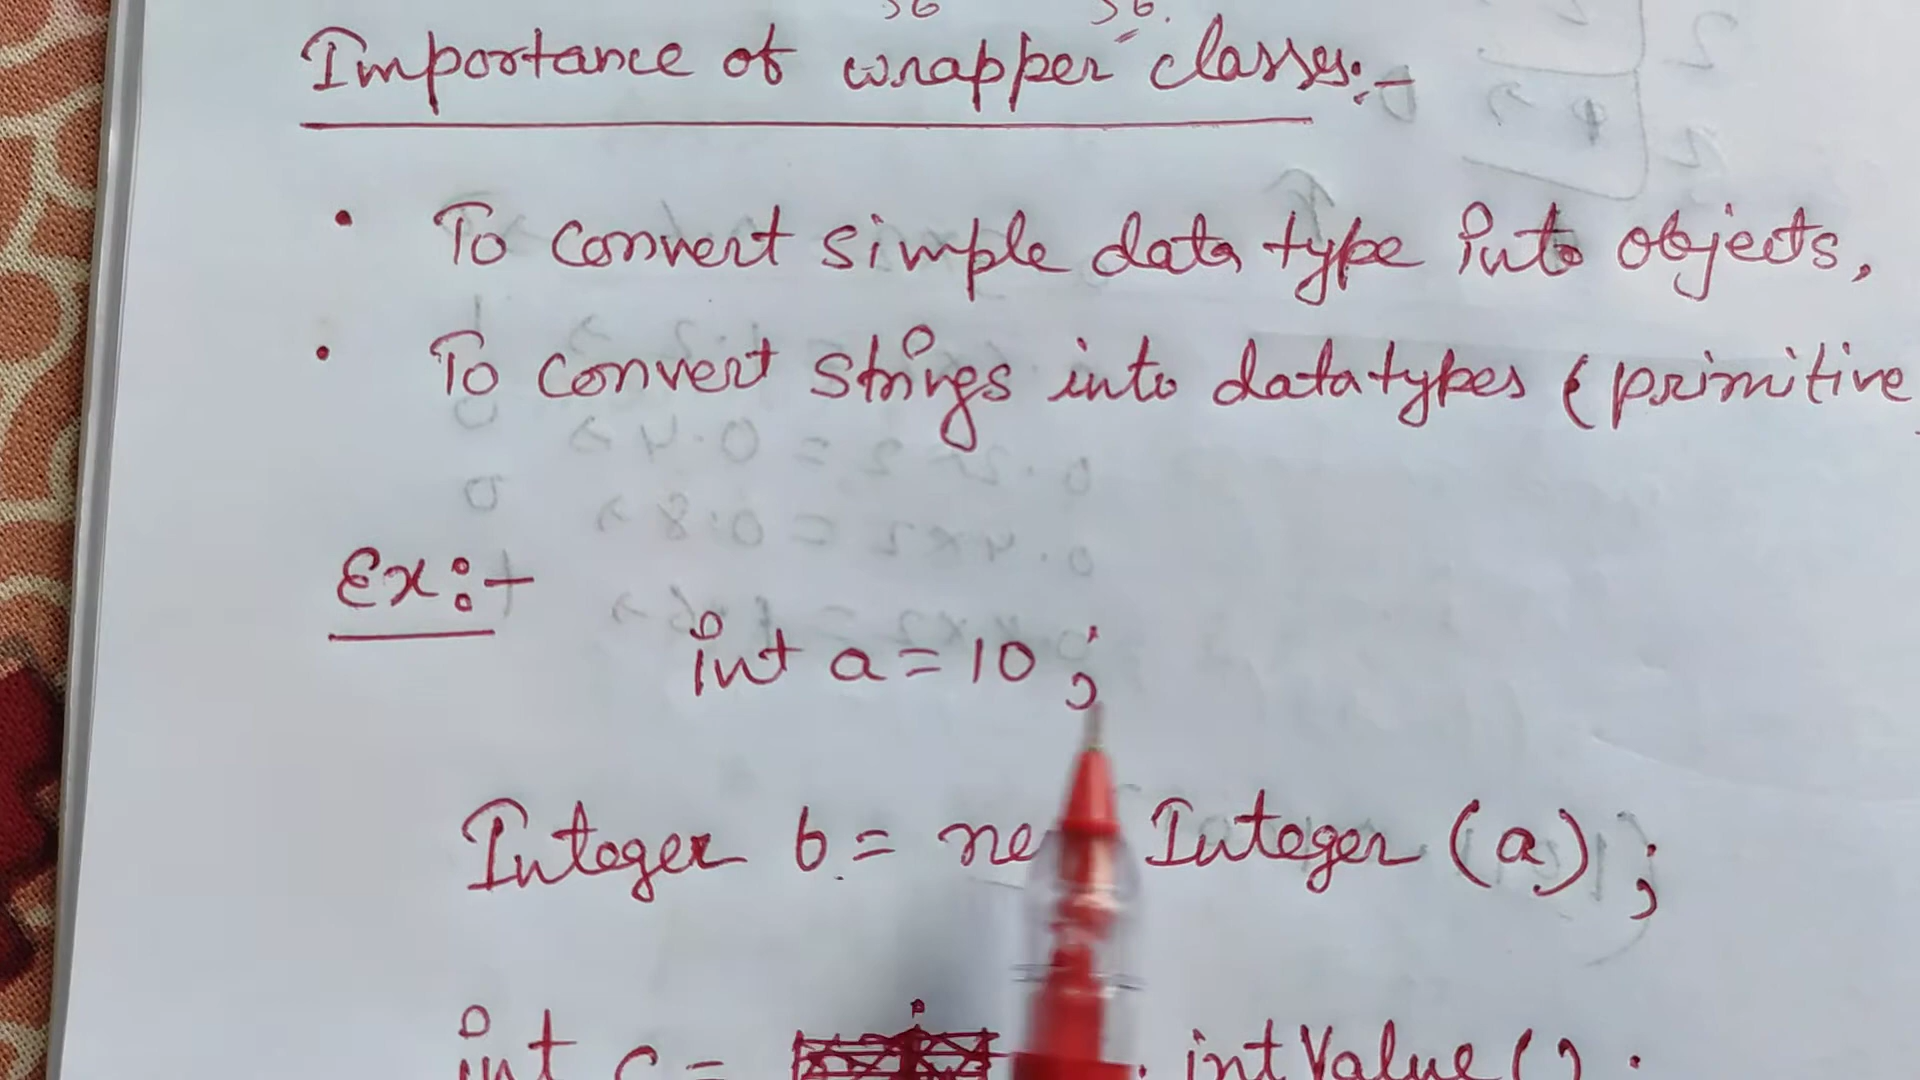 Importance of wrapper classes:-
• To convert simple data type into objects,
• To convert strings into datatypes (primitive
Ex:-
int a = 10 ;
Integer b = new Integer (a) ;
int c = . intValue ( ) ;